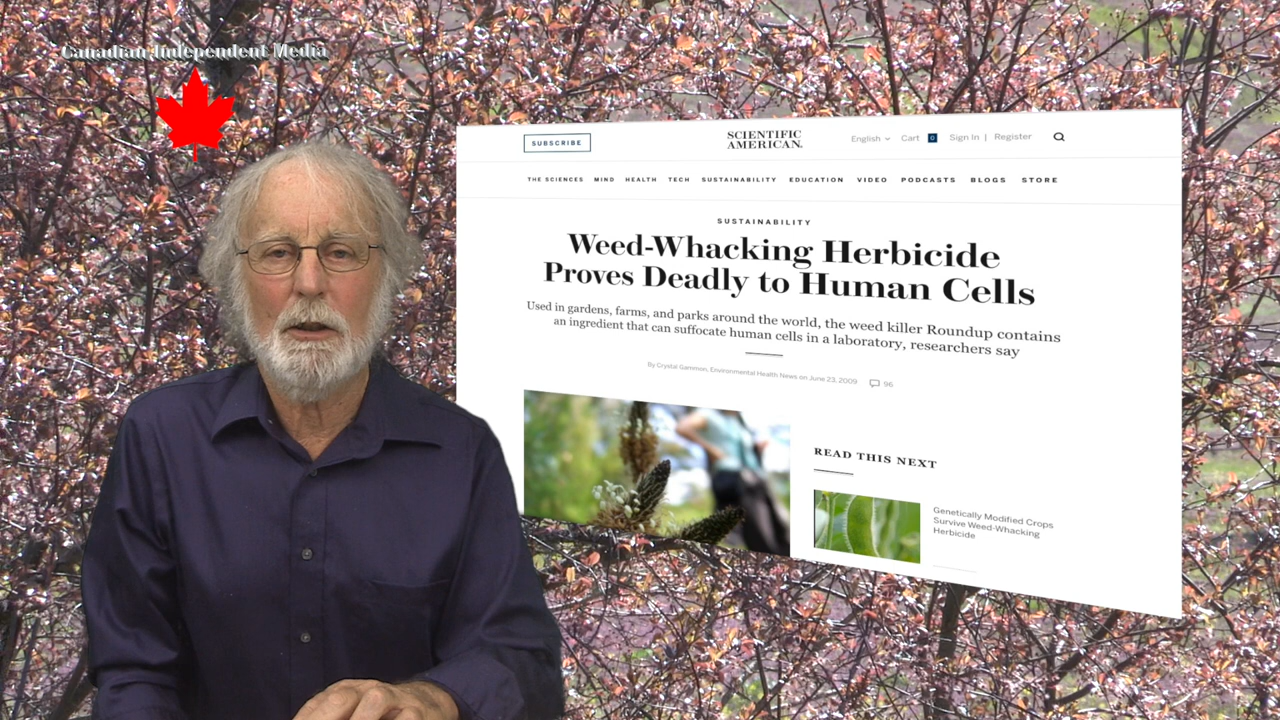 Canadian Independent Media
SUBSCRIBE
SCIENTIFIC
AMERICAN.
English
Cart
0
Sign In | Register
THE SCIENCES MIND HEALTH TECH SUSTAINABILITY EDUCATION VIDEO PODCASTS BLOGS STORE
SUSTAINABILITY
Weed-Whacking Herbicide
Proves Deadly to Human Cells
Used in gardens, farms, and parks around the world, the weed killer Roundup contains
an ingredient that can suffocate human cells in a laboratory, researchers say
By Crystal Gammon, Environmental Health News on June 23, 2009
96
READ THIS NEXT
Genetically Modified Crops
Survive Weed-Whacking
Herbicide